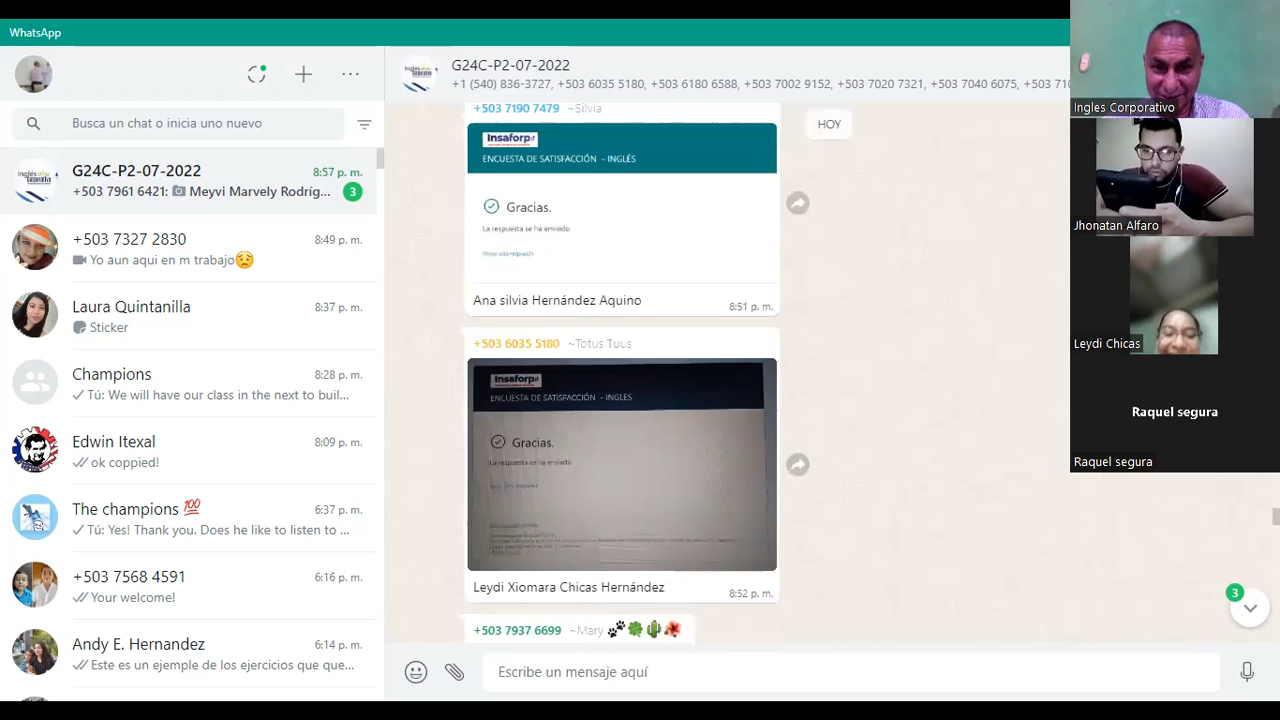 WhatsApp
Busca un chat o inicia uno nuevo
G24C-P2-07-2022
8:57 p. m.
+503 7961 6421: Meyvi Marvely Rodríg...
3
+503 7327 2830
8:49 p. m.
Yo aun aqui en m trabajo
Laura Quintanilla
8:37 p. m.
Sticker
Champions
8:28 p. m.
Tú: We will have our class in the next to buil...
Edwin Itexal
8:09 p. m.
ok coppied!
The champions 💯
6:37 p. m.
Tú: Yes! Thank you. Does he like to listen to ...
+503 7568 4591
6:16 p. m.
Your welcome!
Andy E. Hernandez
6:14 p. m.
Este es un ejemplo de los ejercicios que que...
G24C-P2-07-2022
+1 (540) 836-3727, +503 6035 5180, +503 6180 6588, +503 7002 9152, +503 7020 7321, +503 7040 6075, +503 710
+503 7190 7479 ~Silvia
HOY
Insaforp
ENCUESTA DE SATISFACCIÓN - INGLÉS
Gracias.
La respuesta se ha enviado.
Ana silvia Hernández Aquino
8:51 p. m.
+503 6035 5180 ~Totus Tuus
Insaforp
ENCUESTA DE SATISFACCIÓN - INGLÉS
Gracias.
La respuesta se ha enviado.
Leydi Xiomara Chicas Hernández
8:52 p. m.
+503 7937 6699 ~Mary
3
Escribe un mensaje aquí
Ingles Corporativo
Jhonatan Alfaro
Leydi Chicas
Raquel segura
Raquel segura